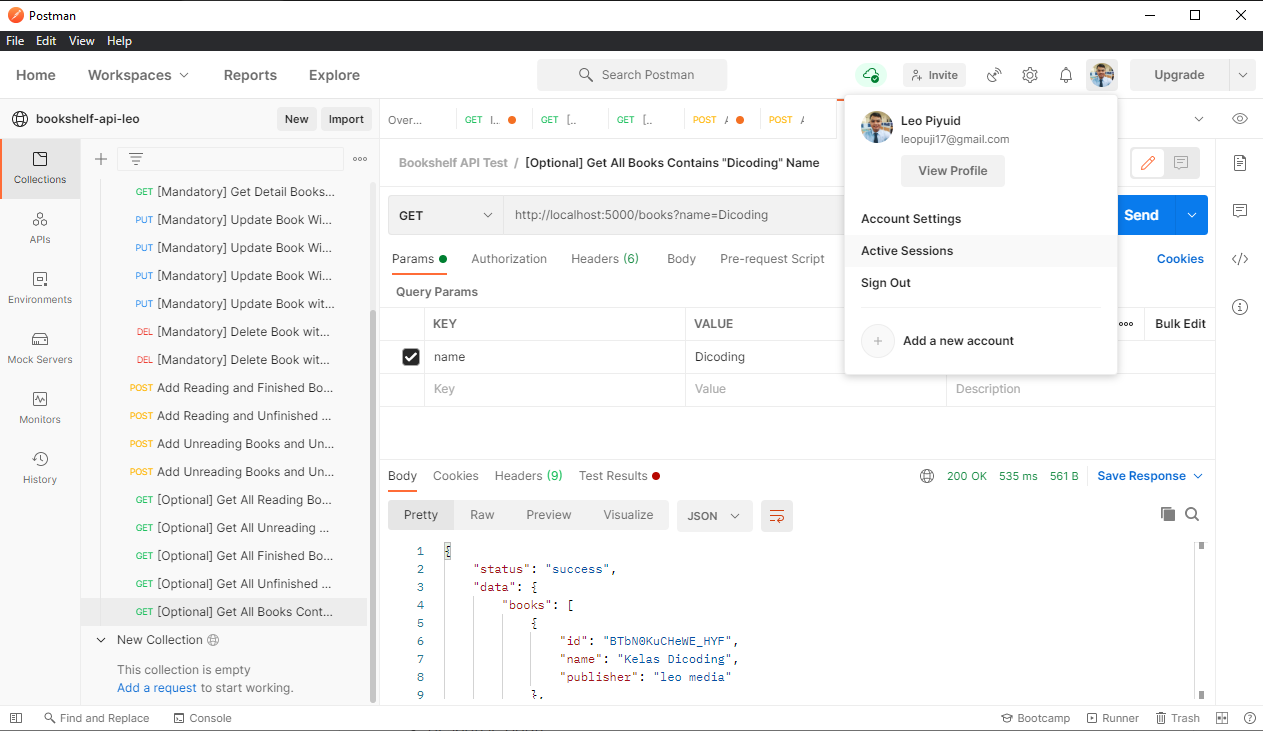 Postman
File Edit View Help
Home Workspaces Reports Explore Search Postman Invite Upgrade
bookshelf-api-leo New Import
Over... GET I... GET [.. GET [.. POST POST
Leo Piyuid
leopuji17@gmail.com
View Profile
Account Settings
Active Sessions
Sign Out
Add a new account
Collections
APIs
Environments
Mock Servers
Monitors
History
GET [Mandatory] Get Detail Books...
PUT [Mandatory] Update Book Wi...
PUT [Mandatory] Update Book Wi...
PUT [Mandatory] Update Book Wi...
PUT [Mandatory] Update Book wit...
DEL [Mandatory] Delete Book wit...
DEL [Mandatory] Delete Book wit...
POST Add Reading and Finished Bo...
POST Add Reading and Unfinished ...
POST Add Unreading Books and Un...
POST Add Unreading Books and Un...
GET [Optional] Get All Reading Bo...
GET [Optional] Get All Unreading ...
GET [Optional] Get All Finished Bo...
GET [Optional] Get All Unfinished ...
GET [Optional] Get All Books Cont...
New Collection
This collection is empty
Add a request to start working.
Bookshelf API Test / [Optional] Get All Books Contains "Dicoding" Name
GET http://localhost:5000/books?name=Dicoding Send
Params Authorization Headers (6) Body Pre-request Script Cookies
Query Params
KEY VALUE Bulk Edit
name Dicoding
Key Value Description
Body Cookies Headers (9) Test Results 200 OK 535 ms 561 B Save Response
Pretty Raw Preview Visualize JSON
1 {
2 "status": "success",
3 "data": {
4 "books": [
5 {
6 "id": "BTbN0KuCHeWE_HYF",
7 "name": "Kelas Dicoding",
8 "publisher": "leo media"
9 },
Find and Replace Console Bootcamp Runner Trash